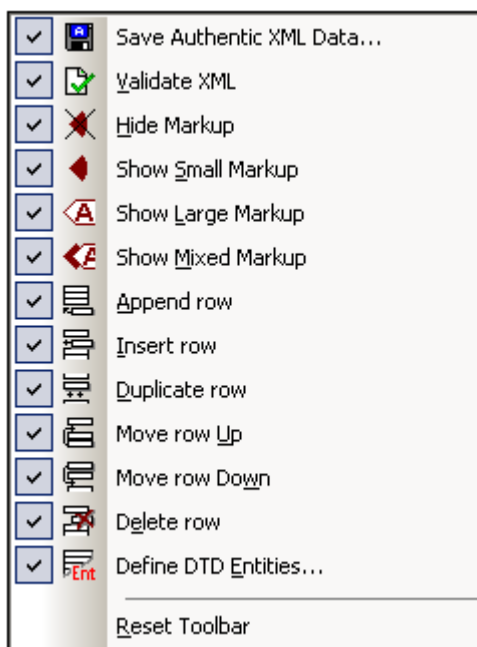 Save Authentic XML Data...
Validate XML
Hide Markup
Show Small Markup
Show Large Markup
Show Mixed Markup
Append row
Insert row
Duplicate row
Move row Up
Move row Down
Delete row
Define DTD Entities...
Reset Toolbar